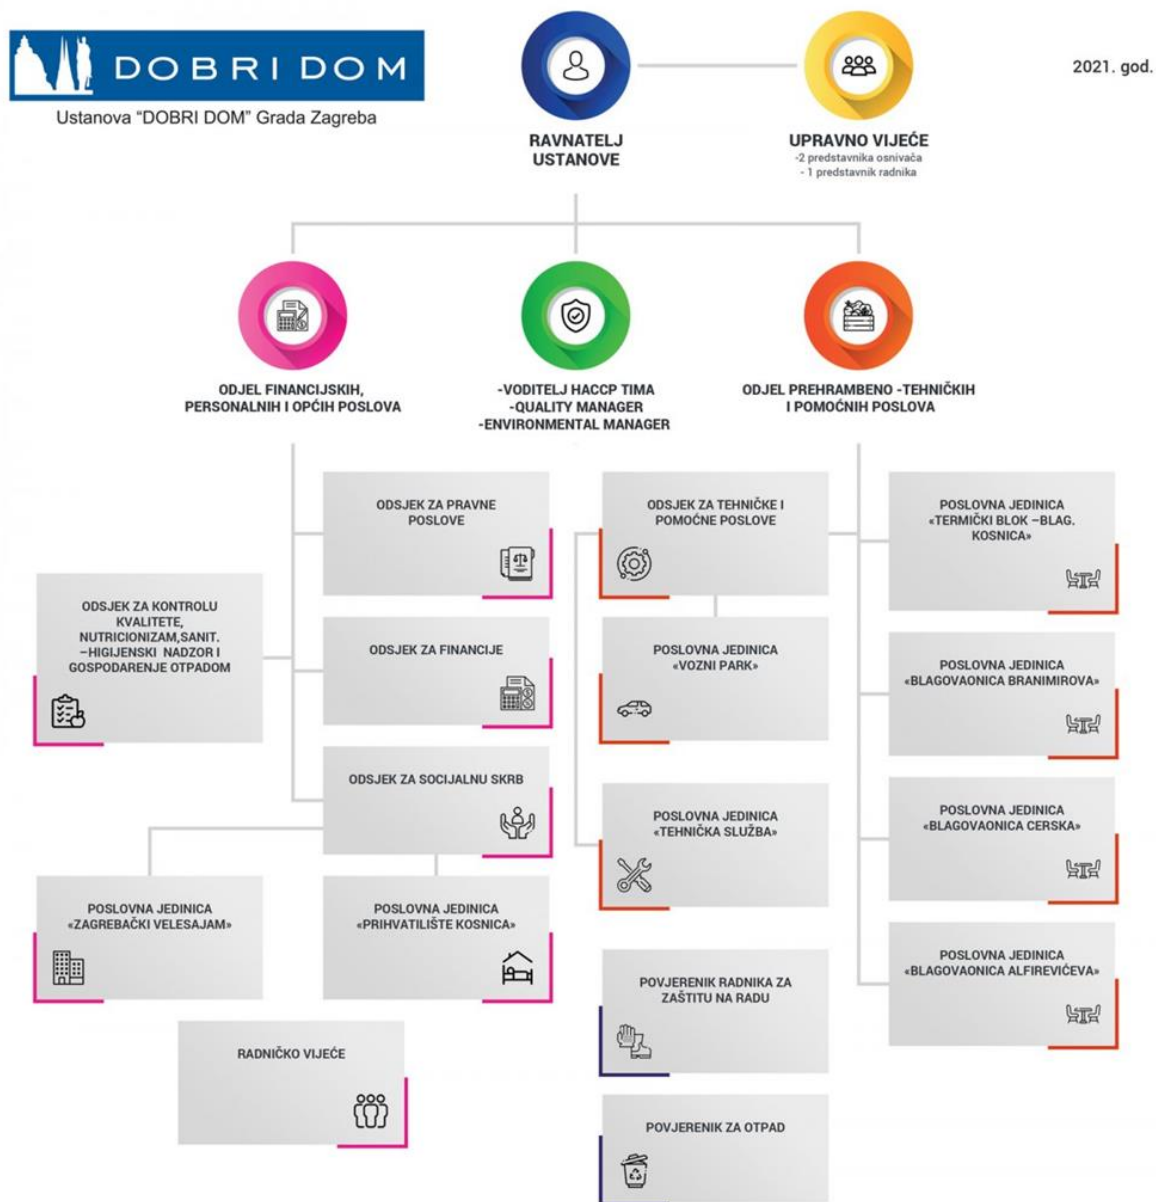 DOBRI DOM
Ustanova "DOBRI DOM" Grada Zagreba
2021. god.
RAVNATELJ
USTANOVE
UPRAVNO VIJEĆE
-2 predstavnika osnivača
- 1 predstavnik radnika
ODJEL FINANCIJSKIH,
PERSONALNIH I OPĆIH POSLOVA
-VODITELJ HACCP TIMA
-QUALITY MANAGER
-ENVIRONMENTAL MANAGER
ODJEL PREHRAMBENO -TEHNIČKIH
I POMOĆNIH POSLOVA
ODSJEK ZA PRAVNE
POSLOVE
ODSJEK ZA KONTROLU
KVALITETE,
NUTRICIONIZAM,SANIT.
–HIGIJENSKI NADZOR I
GOSPODARENJE OTPADOM
ODSJEK ZA FINANCIJE
ODSJEK ZA SOCIJALNU SKRB
POSLOVNA JEDINICA
«ZAGREBAČKI VELESAJAM»
POSLOVNA JEDINICA
«PRIHVATILIŠTE KOSNICA»
RADNIČKO VIJEĆE
ODSJEK ZA TEHNIČKE I
POMOĆNE POSLOVE
POSLOVNA JEDINICA
«VOZNI PARK»
POSLOVNA JEDINICA
«TEHNIČKA SLUŽBA»
POVJERENIK RADNIKA ZA
ZAŠTITU NA RADU
POVJERENIK ZA OTPAD
POSLOVNA JEDINICA
«TERMIČKI BLOK –BLAG.
KOSNICA»
POSLOVNA JEDINICA
«BLAGOVAONICA BRANIMIROVA»
POSLOVNA JEDINICA
«BLAGOVAONICA CERSKA»
POSLOVNA JEDINICA
«BLAGOVAONICA ALFIREVIĆEVA»